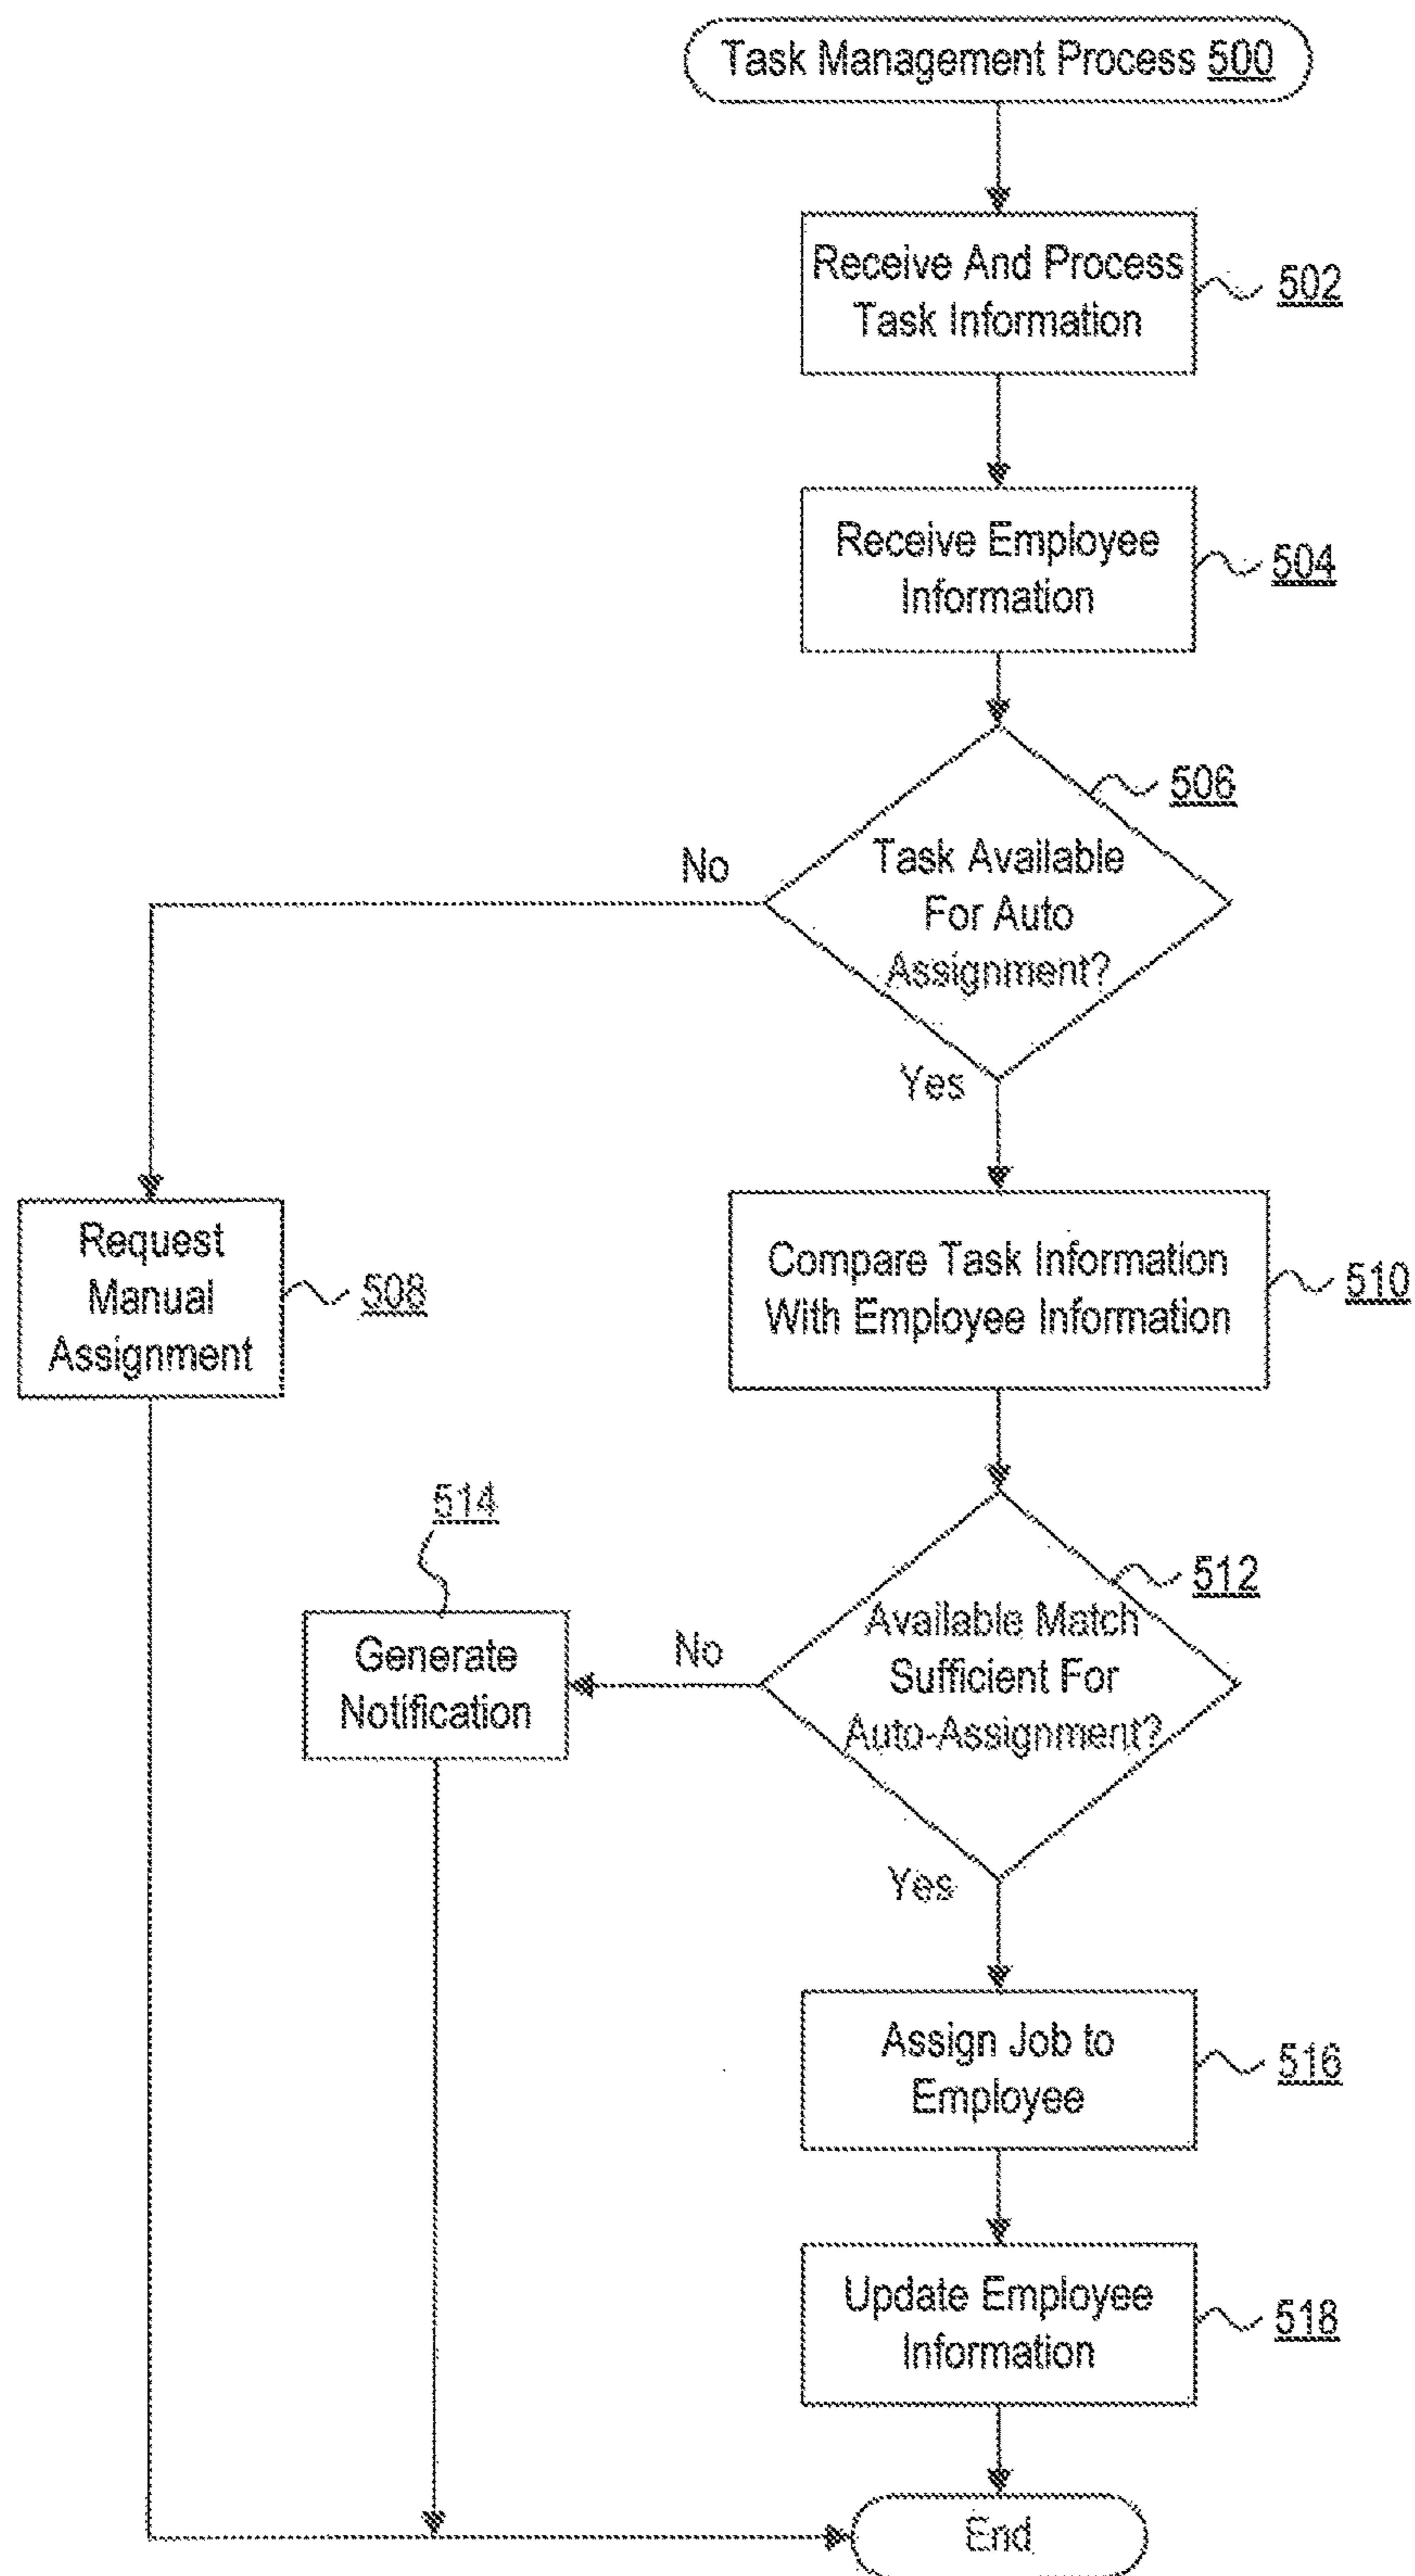 Task Management Process 500
Receive And Process
Task Information
502
Receive Employee
Information
504
506
Task Available
For Auto
Assignment?
No
Yes
Request
Manual
Assignment
508
Compare Task Information
With Employee Information
510
512
Available Match
Sufficient For
Auto-Assignment?
No
514
Generate
Notification
Yes
Assign Job to
Employee
516
Update Employee
Information
518
End